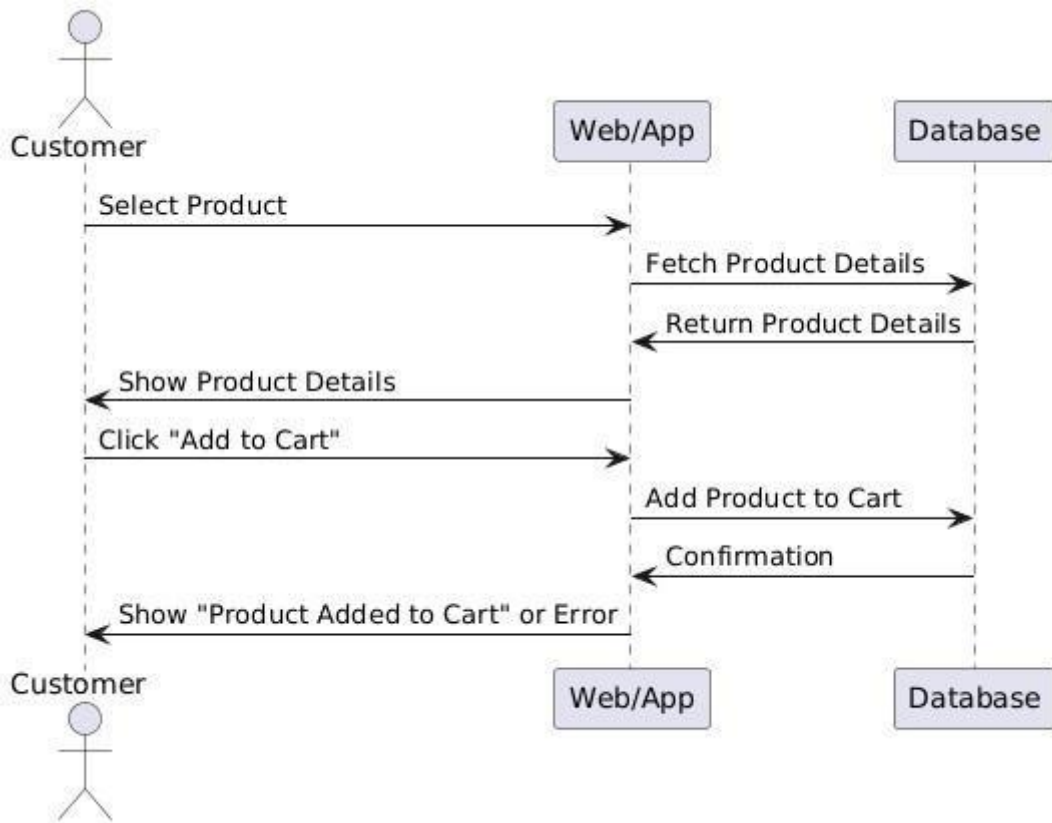 Customer
Web/App
Database
Select Product
Fetch Product Details
Return Product Details
Show Product Details
Click "Add to Cart"
Add Product to Cart
Confirmation
Show "Product Added to Cart" or Error
Customer
Web/App
Database